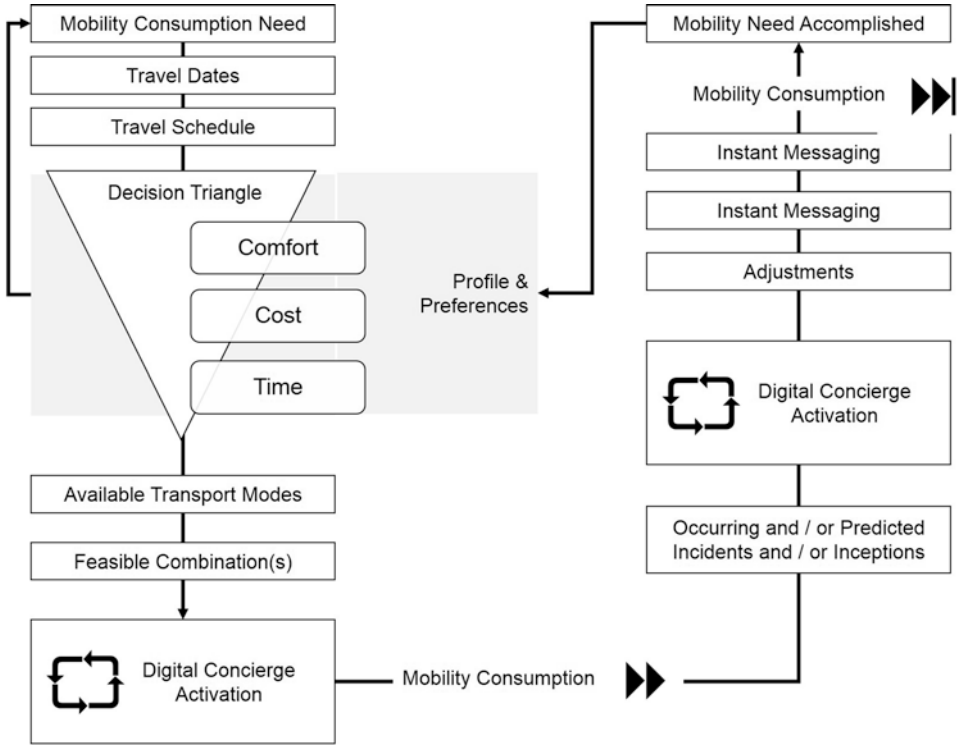 Mobility Consumption Need
Travel Dates
Travel Schedule
Decision Triangle
Comfort
Cost
Time
Profile &
Preferences
Available Transport Modes
Feasible Combination(s)
Digital Concierge
Activation
Mobility Consumption
Mobility Need Accomplished
Mobility Consumption
Instant Messaging
Instant Messaging
Adjustments
Digital Concierge
Activation
Occurring and / or Predicted
Incidents and / or Inceptions